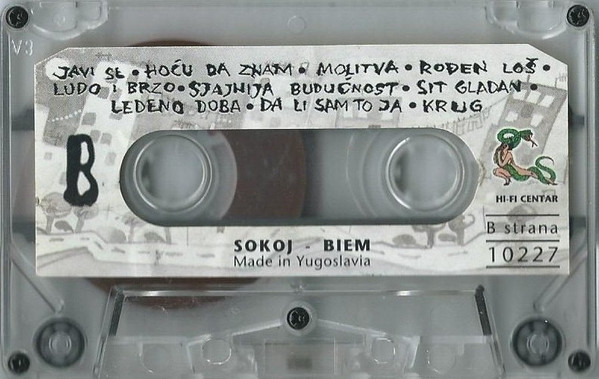 V3
JAVI SE • HOĆU DA ZNAM • MOLITVA • ROĐEN LOŠ •
LUDO I BRZO • SJAJNIJA BUDUĆNOST • SIT GLADAN •
LEDENO DOBA • DA LI SAM TO JA • KRUG
B
HI-FI CENTAR
B strana
10227
SOKOJ - BIEM
Made in Yugoslavia